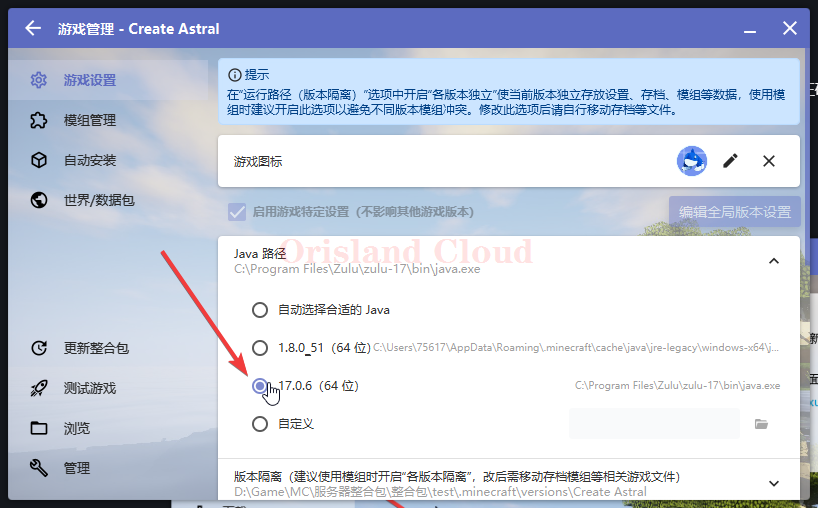 游戏管理 - Create Astral
游戏设置
模组管理
自动安装
世界/数据包
更新整合包
测试游戏
浏览
管理
提示
在“运行路径（版本隔离）”选项中开启“各版本独立”使当前版本独立存放设置、存档、模组等数据，使用模
组时建议开启此选项以避免不同版本模组冲突。修改此选项后请自行移动存档等文件。
游戏图标
启用游戏特定设置（不影响其他游戏版本）
编辑全局版本设置
Orisland Cloud
Java 路径
C:\Program Files\Zulu\zulu-17\bin\java.exe
自动选择合适的 Java
1.8.0_51（64 位） C:\Users\75617\AppData\Roaming\.minecraft\cache\java\jre-legacy\windows-x64\j...
17.0.6（64 位） C:\Program Files\Zulu\zulu-17\bin\java.exe
自定义
版本隔离（建议使用模组时开启“各版本隔离”，改后需移动存档模组等相关游戏文件）
D:\Game\MC\服务器整合包\整合包\test\.minecraft\versions\Create Astral